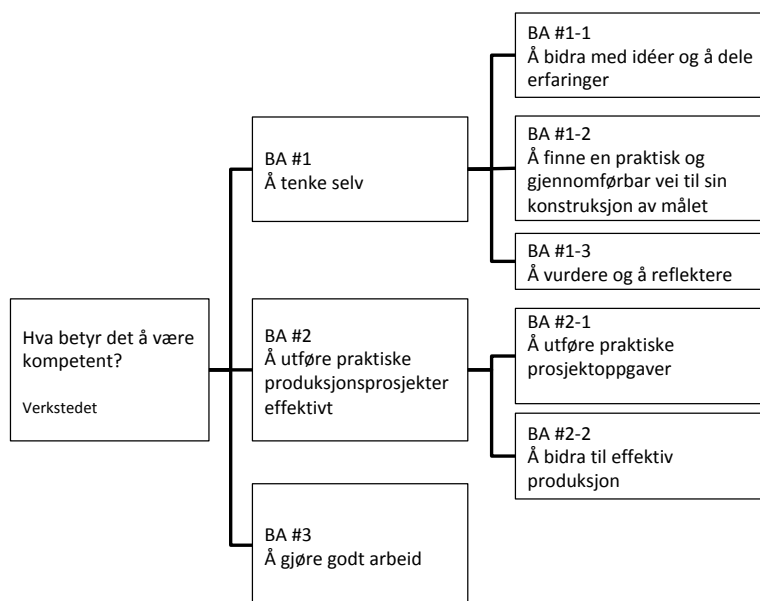 Hva betyr det å være
kompetent?
Verkstedet
BA #1
Å tenke selv
BA #2
Å utføre praktiske
produksjonsprosjekter
effektivt
BA #3
Å gjøre godt arbeid
BA #1-1
Å bidra med idéer og å dele
erfaringer
BA #1-2
Å finne en praktisk og
gjennomførbar vei til sin
konstruksjon av målet
BA #1-3
Å vurdere og å reflektere
BA #2-1
Å utføre praktiske
prosjektoppgaver
BA #2-2
Å bidra til effektiv
produksjon